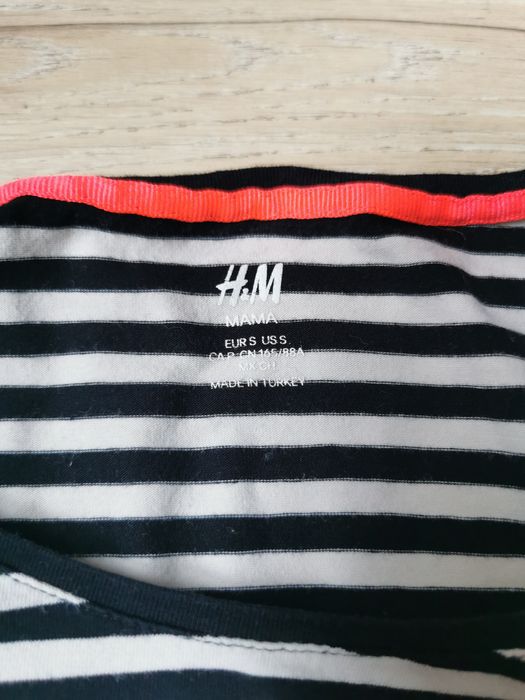 H&M
MAMA
EUR S US S
CA P CN 165/88A
MX CH
MADE IN TURKEY